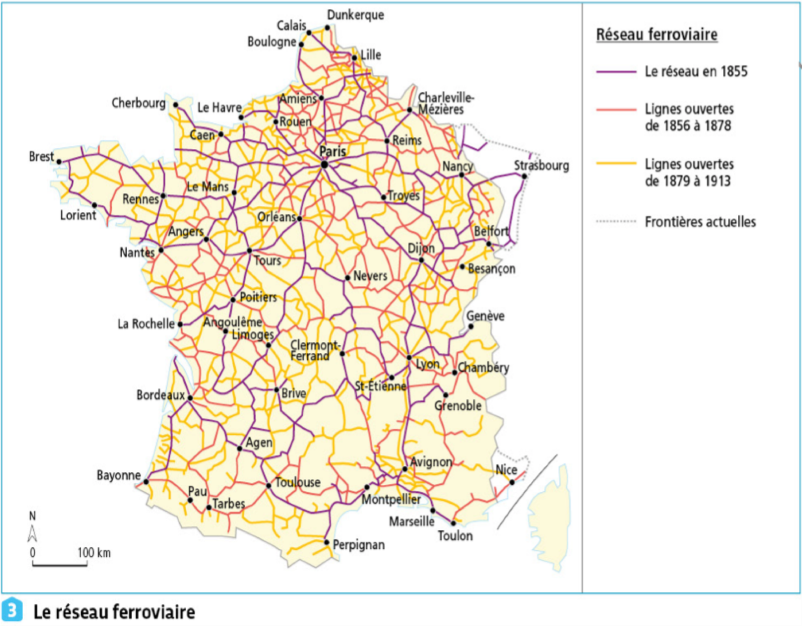 Dunkerque
Calais
Boulogne
Lille
Cherbourg
Le Havre
Amiens
Charleville-
Mézières
Rouen
Caen
Reims
Paris
Brest
Nancy
Strasbourg
Rennes
Le Mans
Troyes
Lorient
Orléans
Angers
Belfort
Nantes
Tours
Dijon
Besançon
Nevers
Poitiers
La Rochelle
Angoulême
Limoges
Genève
Clermont-
Ferrand
Lyon
Chambéry
St-Étienne
Bordeaux
Brive
Grenoble
Agen
Avignon
Bayonne
Toulouse
Nice
Pau
Tarbes
Montpellier
Marseille
Toulon
Perpignan
N
0 100 km
Réseau ferroviaire
Le réseau en 1855
Lignes ouvertes
de 1856 à 1878
Lignes ouvertes
de 1879 à 1913
Frontières actuelles
3 Le réseau ferroviaire